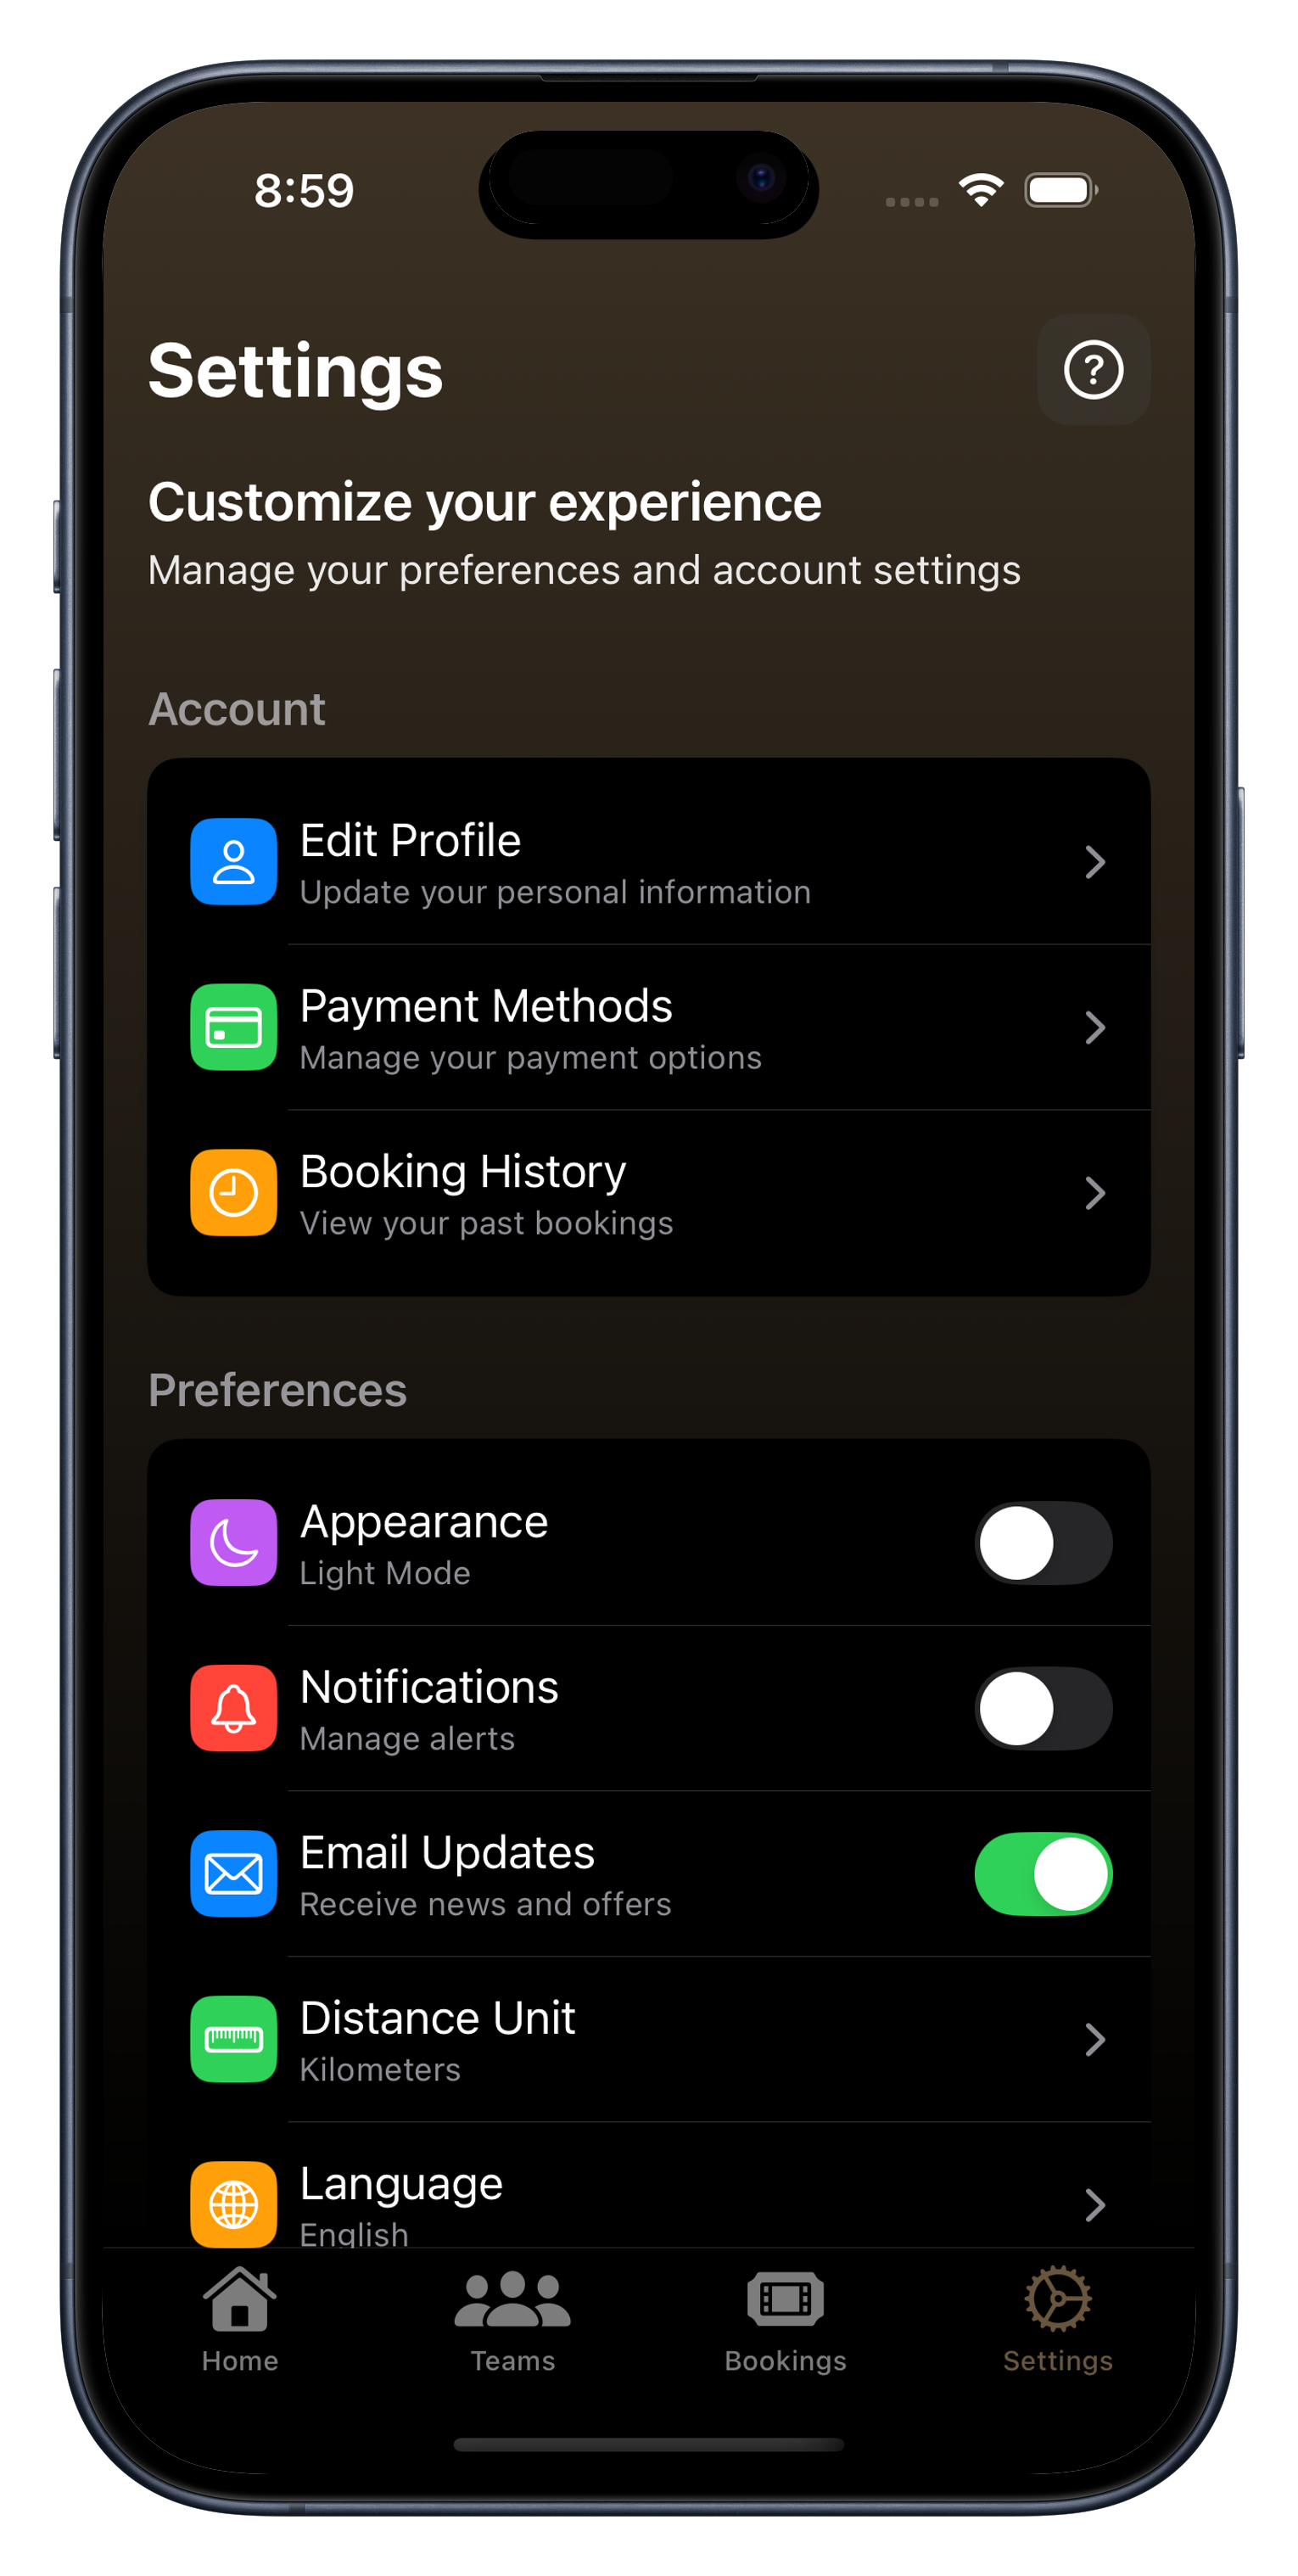 8:59
Settings
?
Customize your experience
Manage your preferences and account settings
Account
Edit Profile
Update your personal information
Payment Methods
Manage your payment options
Booking History
View your past bookings
Preferences
Appearance
Light Mode
Notifications
Manage alerts
Email Updates
Receive news and offers
Distance Unit
Kilometers
Language
English
Home
Teams
Bookings
Settings